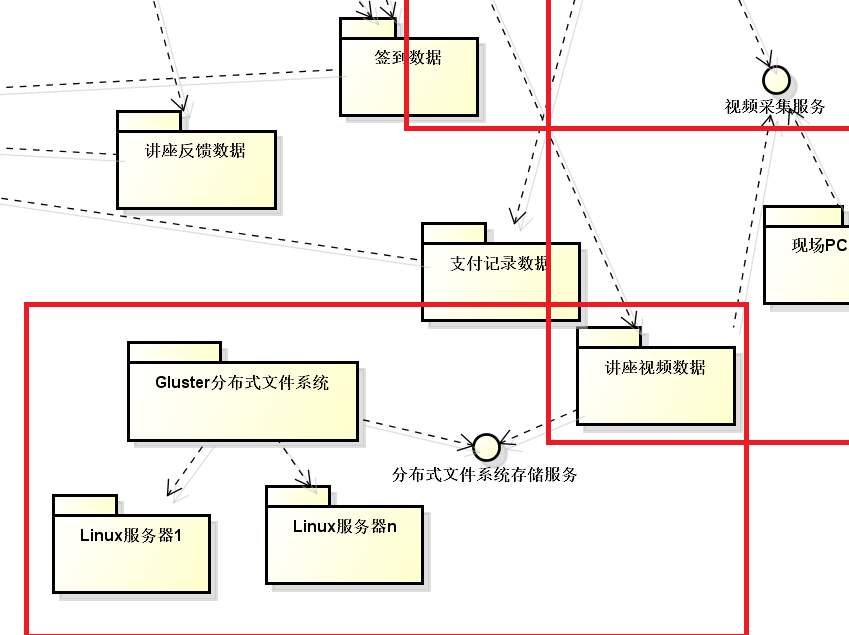 签到数据
视频采集服务
讲座反馈数据
现场PC
支付记录数据
讲座视频数据
Gluster分布式文件系统
分布式文件系统存储服务
Linux服务器1
Linux服务器n